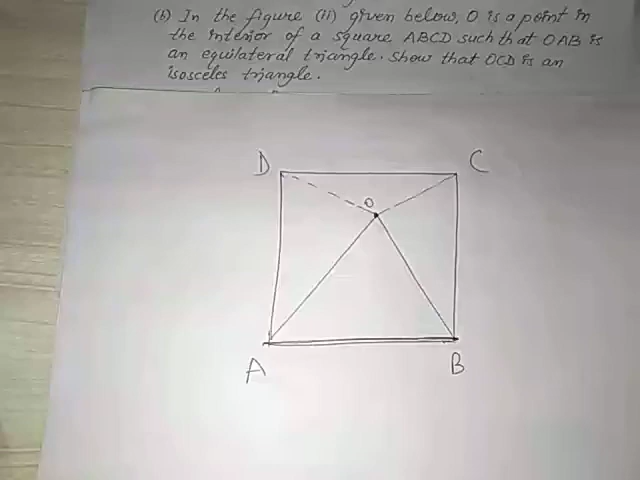 (b) In the figure (ii) given below, O is a point in
the interior of a square ABCD such that OAB is
an equilateral triangle. Show that OCD is an
isosceles triangle.
D C
O
A B